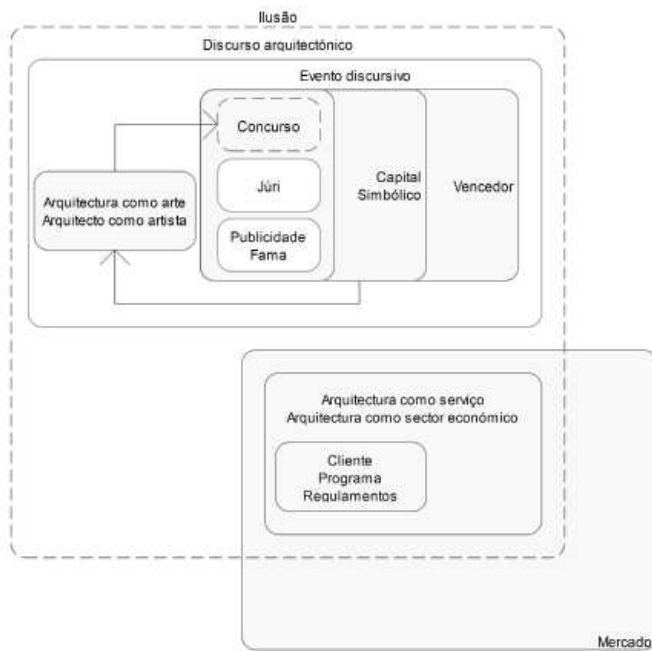 Ilusão
Discurso arquitectónico
Evento discursivo
Concurso
Arquitectura como arte
Arquitecto como artista
Júri
Capital
Simbólico
Vencedor
Publicidade
Fama
Arquitectura como serviço
Arquitectura como sector económico
Cliente
Programa
Regulamentos
Mercado